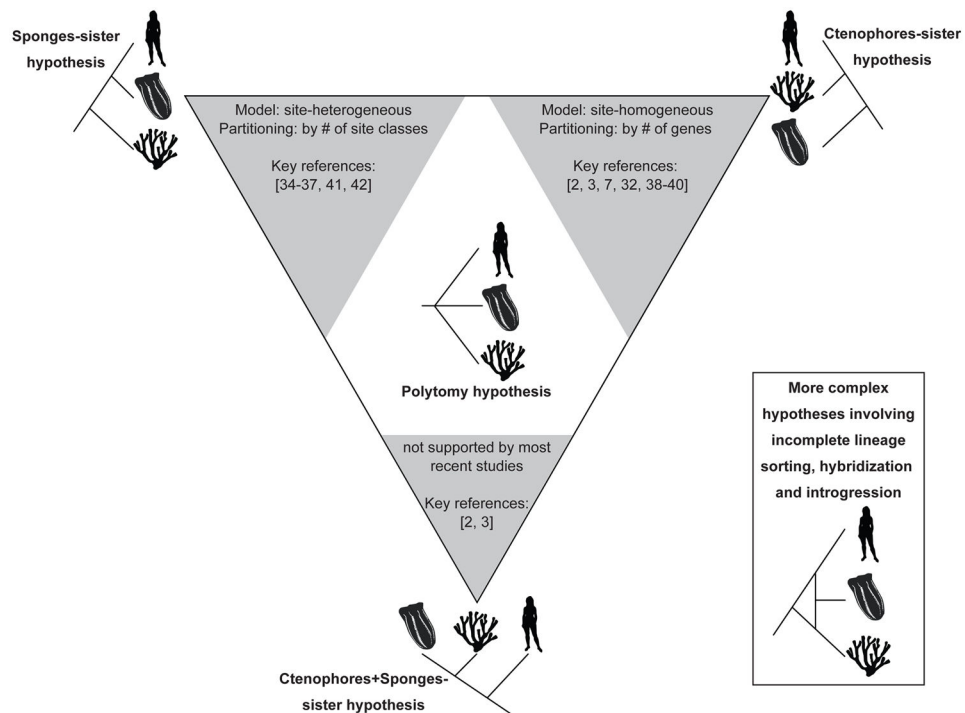 Sponges-sister
hypothesis
Ctenophores-sister
hypothesis
Model: site-heterogeneous
Partitioning: by # of site classes
Key references:
[34-37, 41, 42]
Model: site-homogeneous
Partitioning: by # of genes
Key references:
[2, 3, 7, 32, 38-40]
Polytomy hypothesis
not supported by most
recent studies
Key references:
[2, 3]
More complex
hypotheses involving
incomplete lineage
sorting, hybridization
and introgression
Ctenophores+Sponges-
sister hypothesis